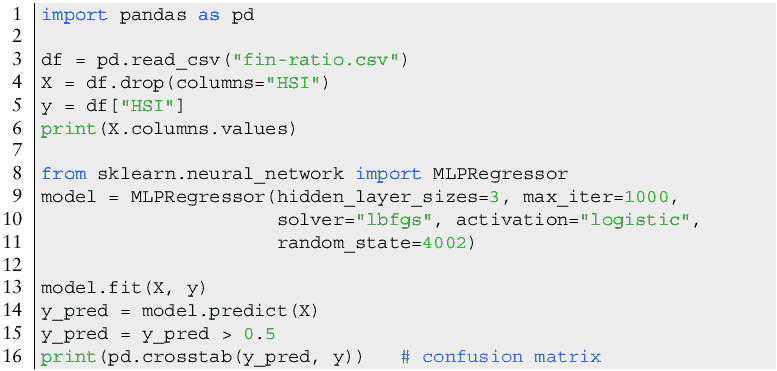 1 import pandas as pd
2
3 df = pd.read_csv("fin-ratio.csv")
4 X = df.drop(columns="HSI")
5 y = df["HSI"]
6 print(X.columns.values)
7
8 from sklearn.neural_network import MLPRegressor
9 model = MLPRegressor(hidden_layer_sizes=3, max_iter=1000,
10 solver="lbfgs", activation="logistic",
11 random_state=4002)
12
13 model.fit(X, y)
14 y_pred = model.predict(X)
15 y_pred = y_pred > 0.5
16 print(pd.crosstab(y_pred, y)) # confusion matrix